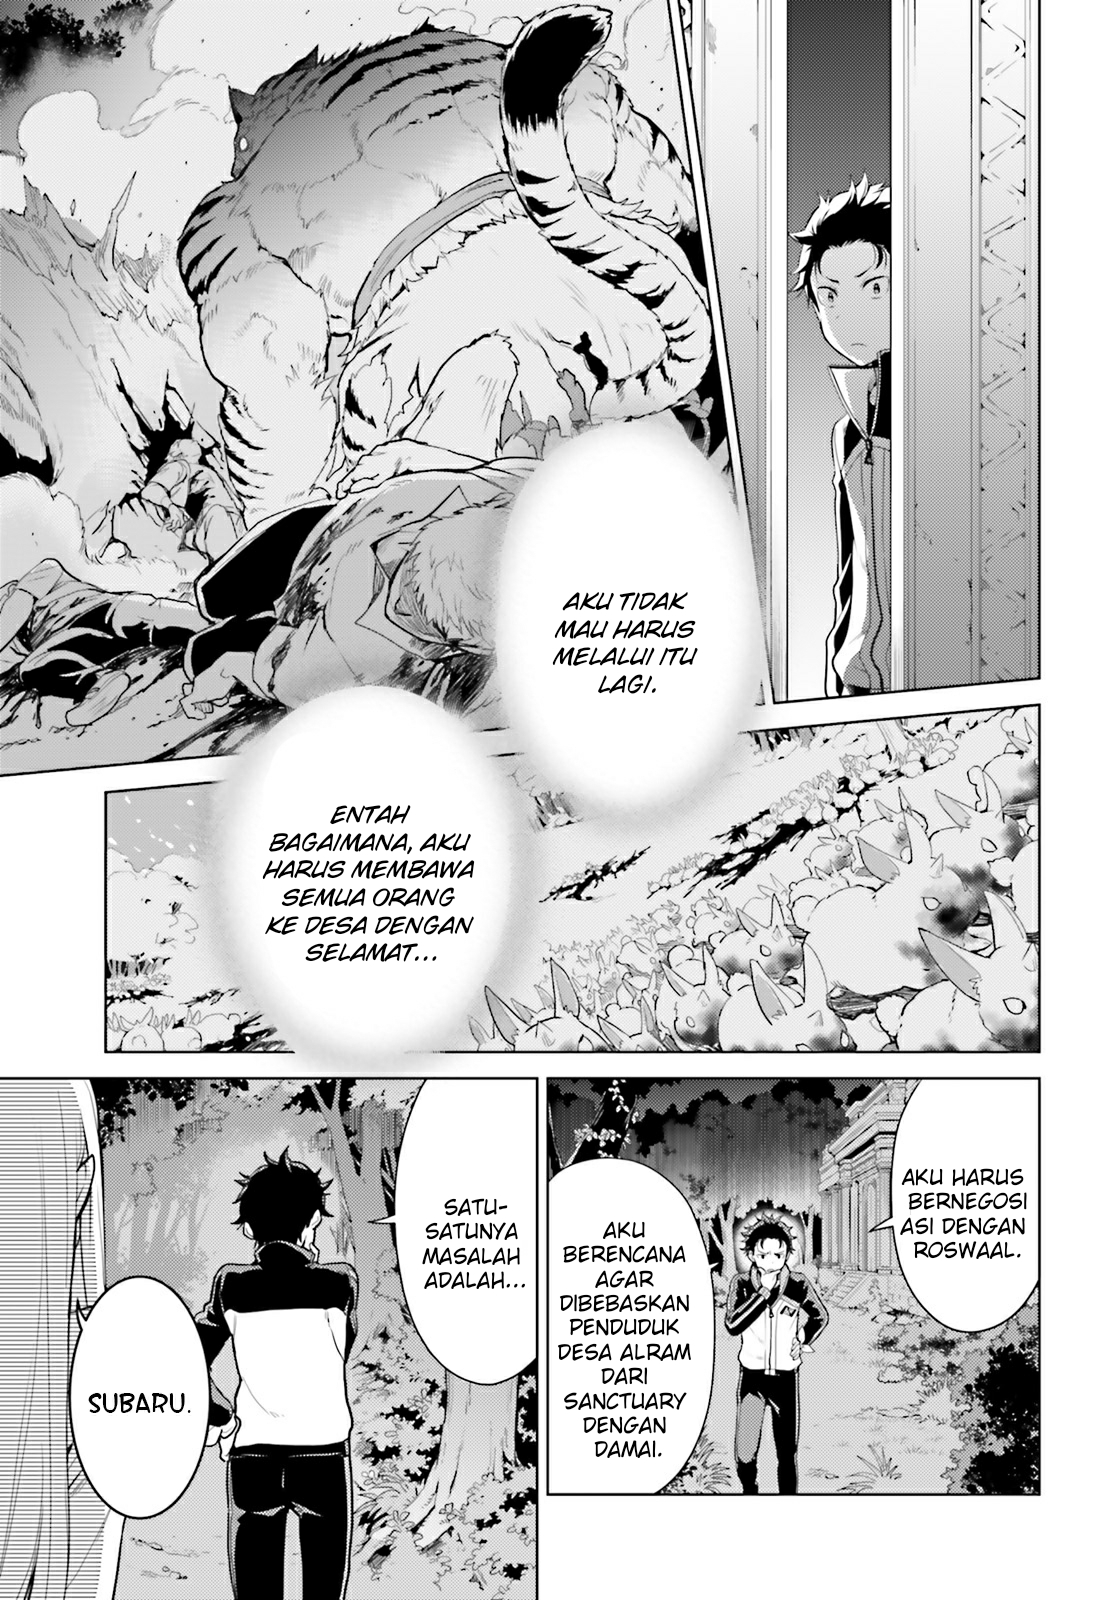 AKU TIDAK
MAU HARUS
MELALUI ITU
LAGI.
ENTAH
BAGAIMANA, AKU
HARUS MEMBAWA
SEMUA ORANG
KE DESA DENGAN
SELAMAT...
AKU HARUS
BERNEGOSI
ASI DENGAN
ROSWAAL.
AKU
BERENCANA
AGAR
DIBEBASKAN
PENDUDUK
DESA ALRAM
DARI
SANCTUARY
DENGAN
DAMAI.
SATU-
SATUNYA
MASALAH
ADALAH...
SUBARU.